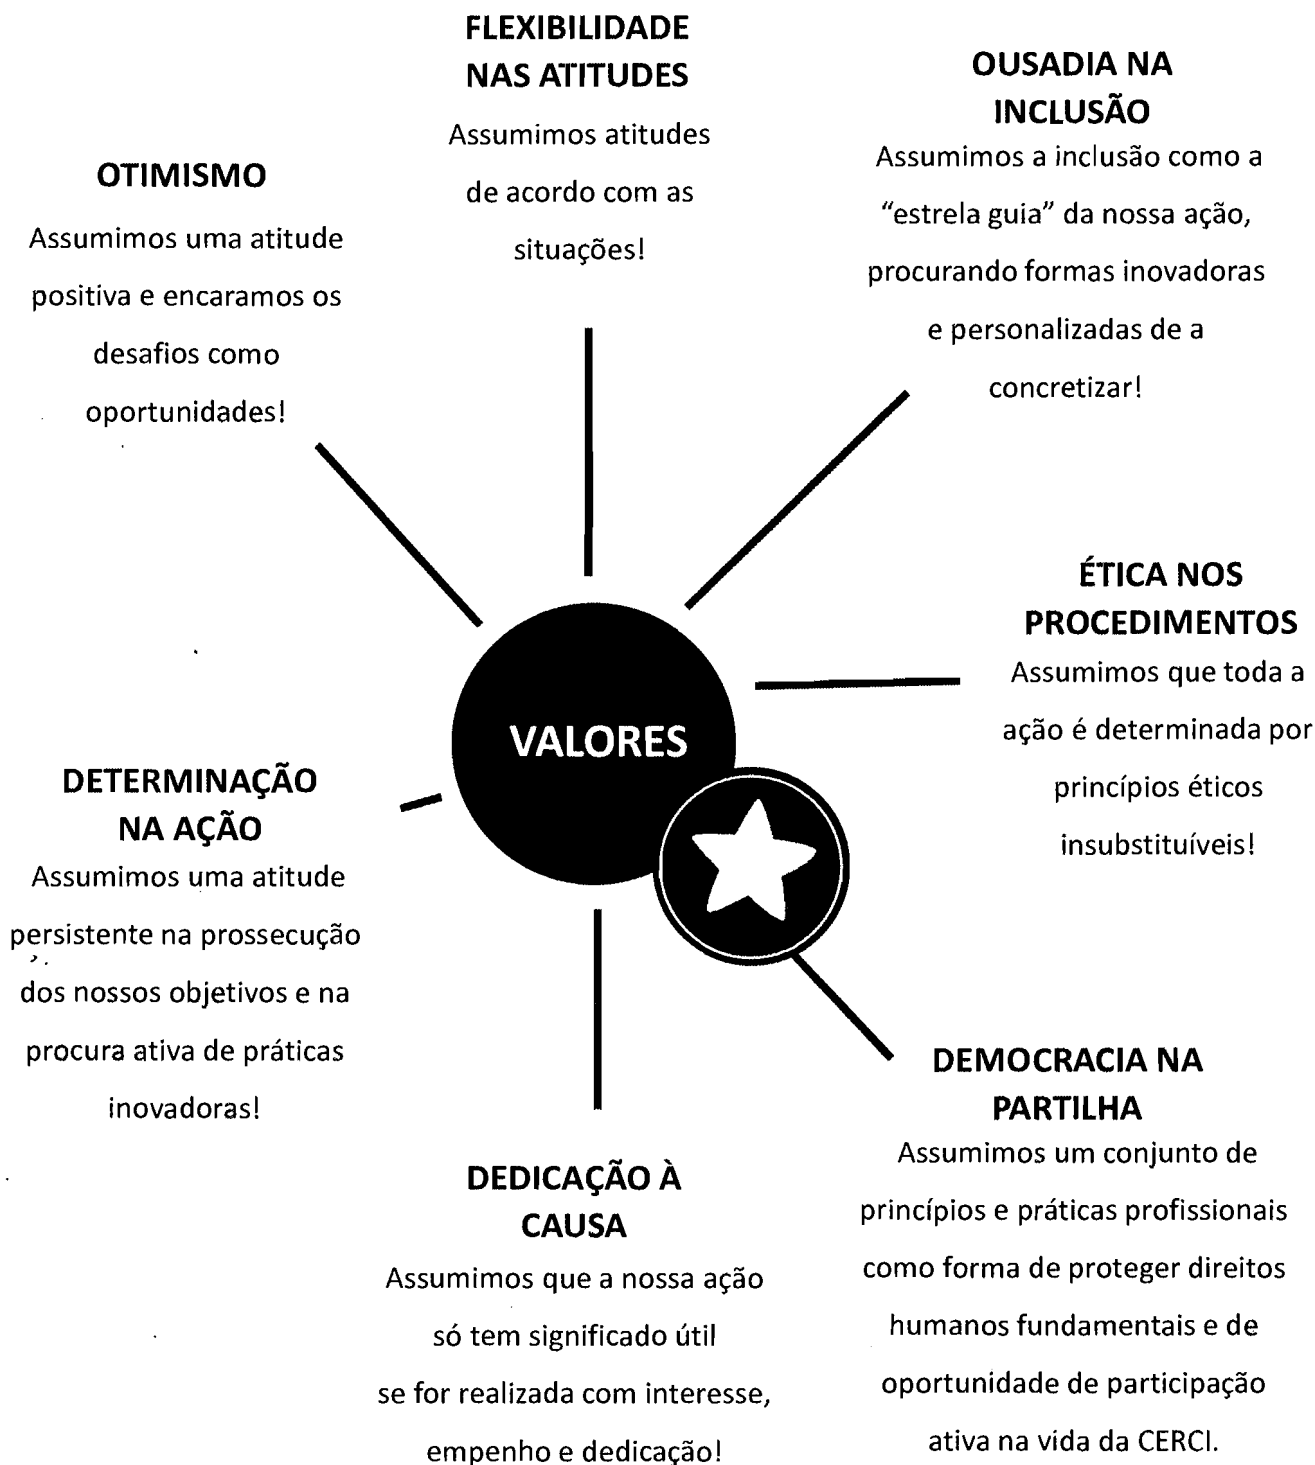 FLEXIBILIDADE
NAS ATITUDES
Assumimos atitudes
de acordo com as
situações!
OUSADIA NA
INCLUSÃO
Assumimos a inclusão como a
“estrela guia” da nossa ação,
procurando formas inovadoras
e personalizadas de a
concretizar!
OTIMISMO
Assumimos uma atitude
positiva e encaramos os
desafios como
oportunidades!
ÉTICA NOS
PROCEDIMENTOS
Assumimos que toda a
ação é determinada por
princípios éticos
insubstituíveis!
VALORES
DETERMINAÇÃO
NA AÇÃO
Assumimos uma atitude
persistente na prossecução
dos nossos objetivos e na
procura ativa de práticas
inovadoras!
DEMOCRACIA NA
PARTILHA
Assumimos um conjunto de
princípios e práticas profissionais
como forma de proteger direitos
humanos fundamentais e de
oportunidade de participação
ativa na vida da CERCI.
DEDICAÇÃO À
CAUSA
Assumimos que a nossa ação
só tem significado útil
se for realizada com interesse,
empenho e dedicação!